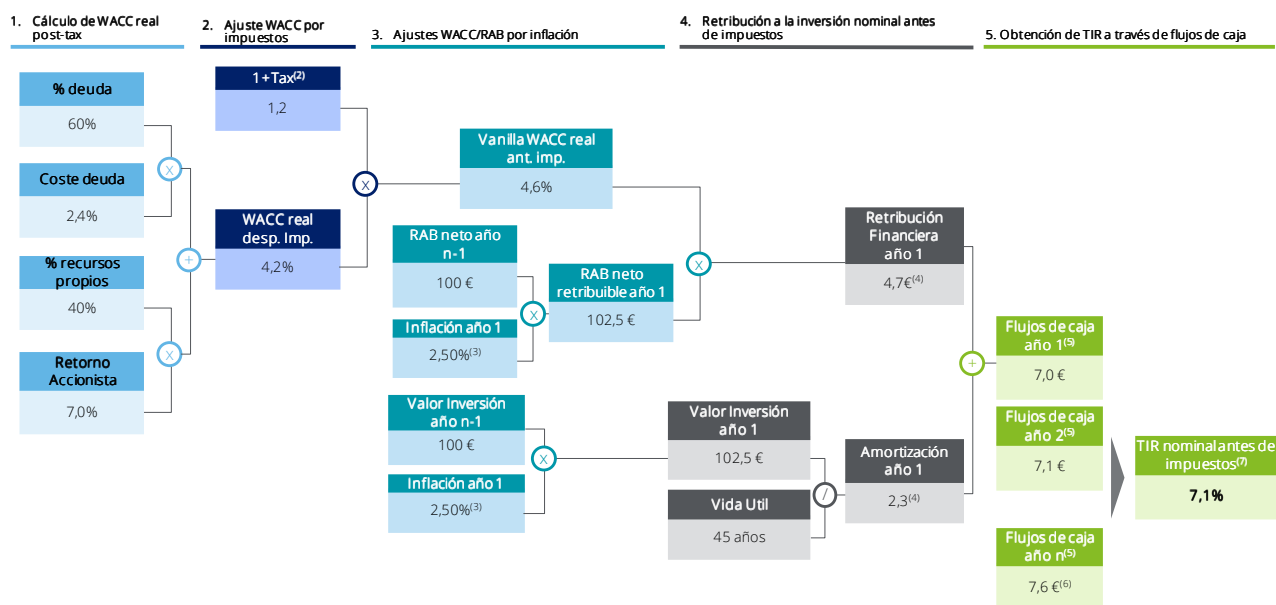 1. Cálculo de WACC real
post-tax
2. Ajuste WACC por
impuestos
3. Ajustes WACC/RAB por inflación
4. Retribución a la inversión nominal antes
de impuestos
5. Obtención de TIR a través de flujos de caja
% deuda
60%
x
Coste deuda
2,4%
+
% recursos
propios
40%
x
Retorno
Accionista
7,0%
1+Tax(2)
1,2
x
WACC real
desp. Imp.
4,2%
Vanilla WACC real
ant. imp.
4,6%
RAB neto año
n-1
100 €
x
Inflación año 1
2,50%(3)
RAB neto
retribuible año 1
102,5 €
x
Valor Inversión
año n-1
100 €
x
Inflación año 1
2,50%(3)
Retribución
Financiera
año 1
4,7€(4)
Valor Inversión
año 1
102,5 €
/
Vida Util
45 años
Amortización
año 1
2,3(4)
+
Flujos de caja
año 1(5)
7,0 €
Flujos de caja
año 2(5)
7,1 €
Flujos de caja
año n(5)
7,6 €(6)
TIR nominal antes de
impuestos(7)
7,1%